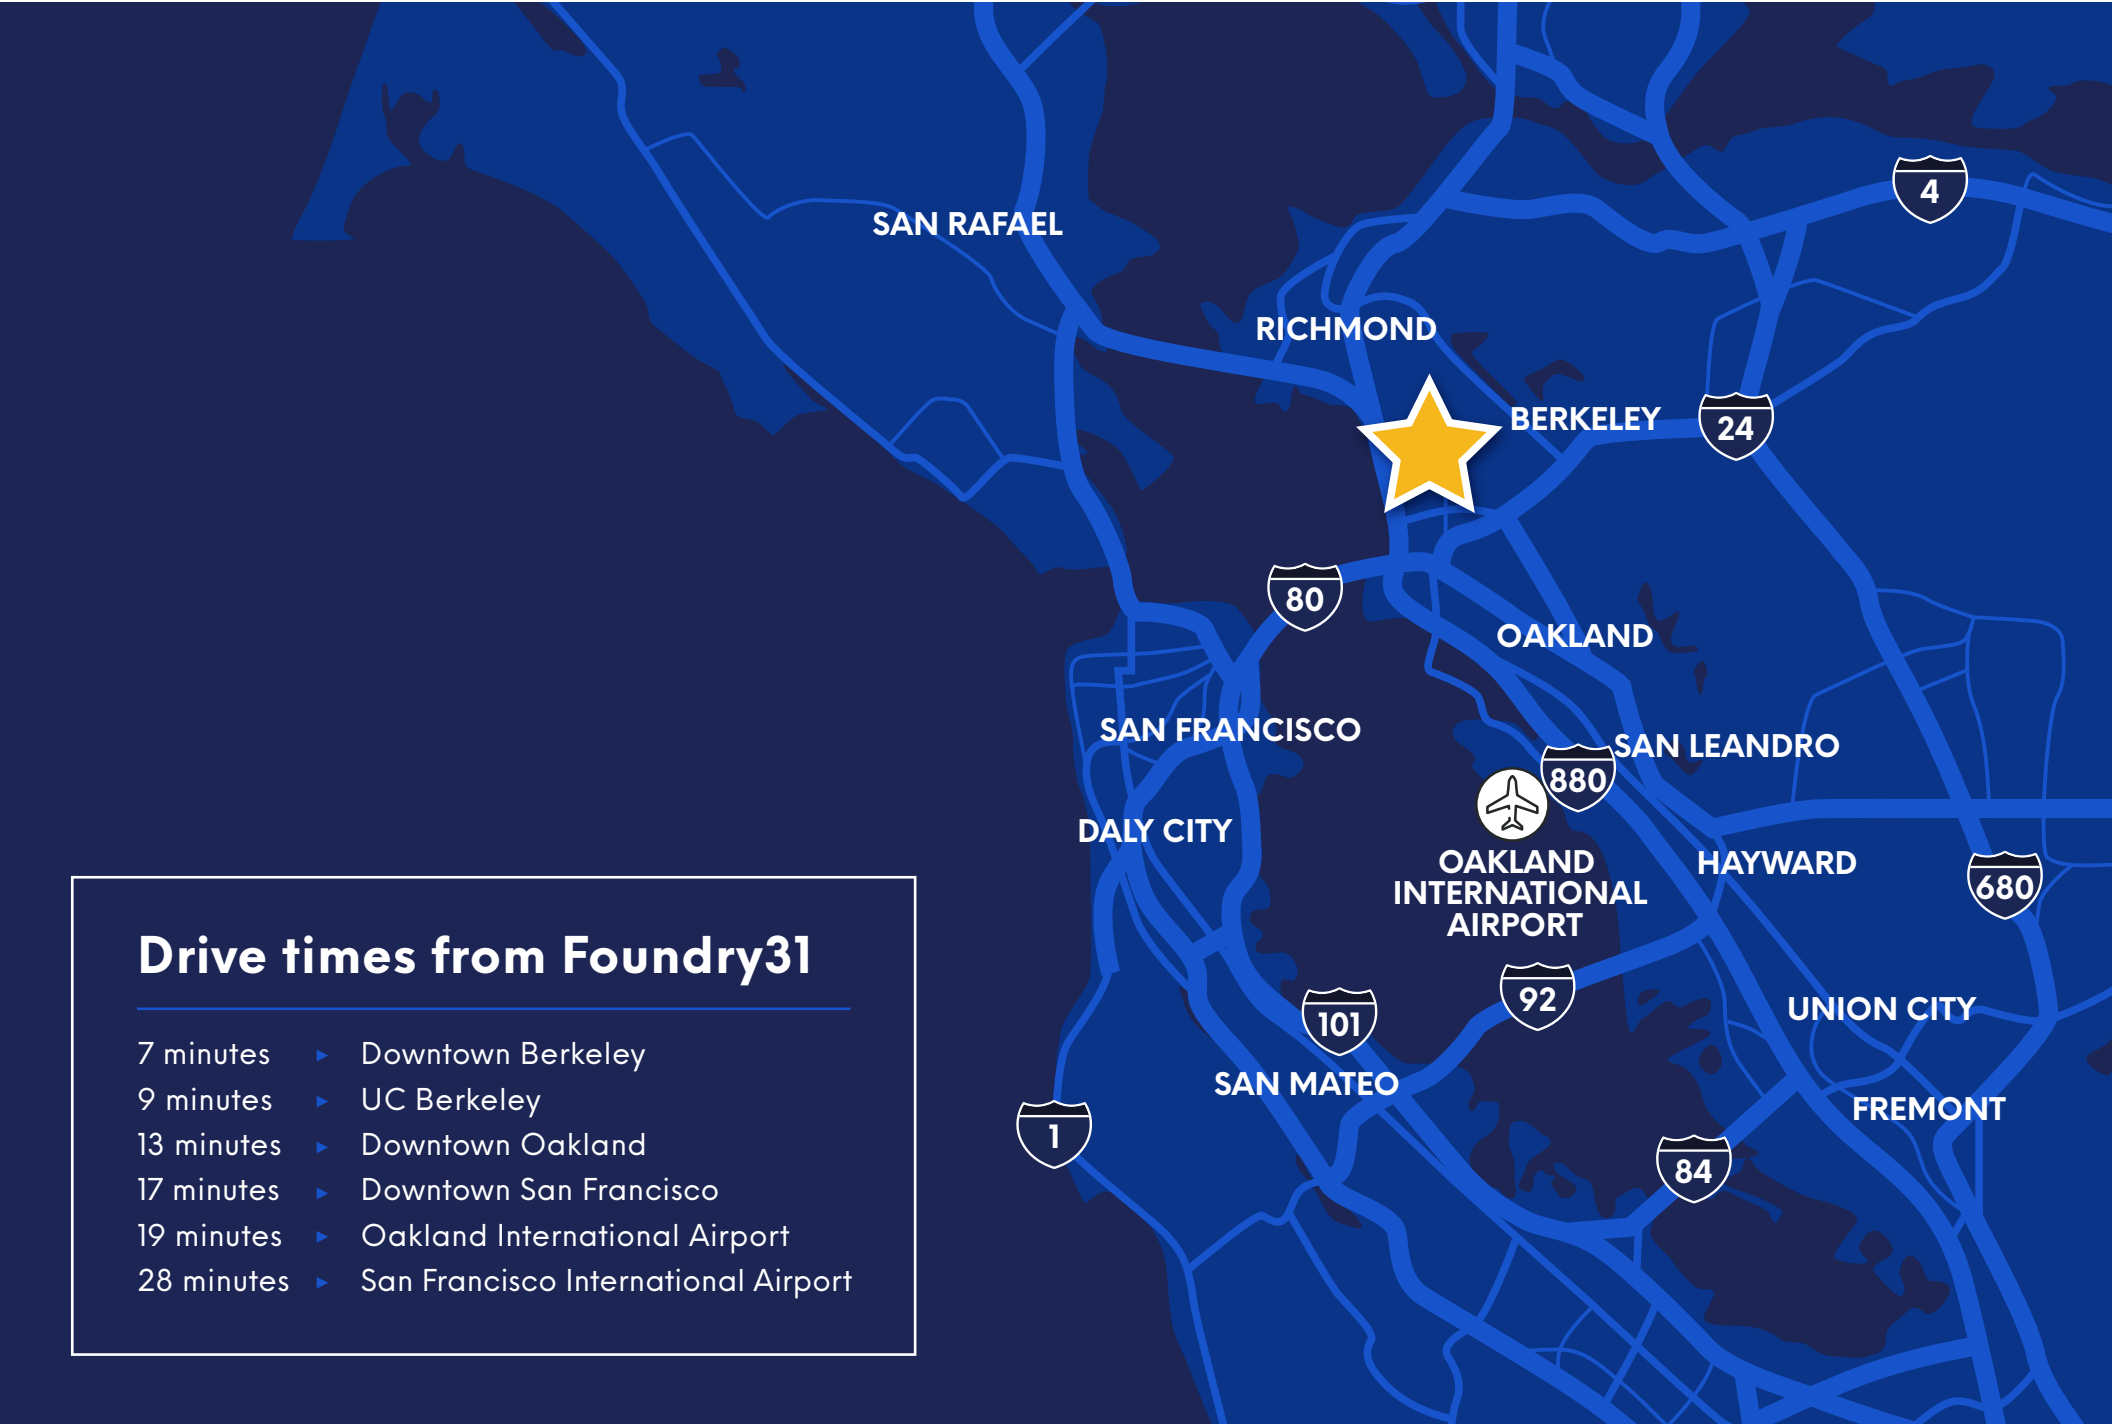 4
SAN RAFAEL
RICHMOND
BERKELEY
24
80
OAKLAND
SAN FRANCISCO
SAN LEANDRO
880
DALY CITY
OAKLAND
INTERNATIONAL
AIRPORT
HAYWARD
680
92
101
UNION CITY
SAN MATEO
FREMONT
1
84
Drive times from Foundry31
7 minutes ▸ Downtown Berkeley
9 minutes ▸ UC Berkeley
13 minutes ▸ Downtown Oakland
17 minutes ▸ Downtown San Francisco
19 minutes ▸ Oakland International Airport
28 minutes ▸ San Francisco International Airport